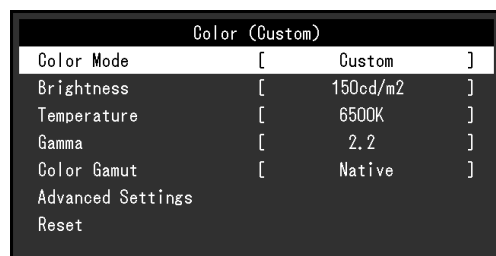 Color (Custom)
Color Mode [ Custom ]
Brightness [ 150cd/m2 ]
Temperature [ 6500K ]
Gamma [ 2.2 ]
Color Gamut [ Native ]
Advanced Settings
Reset